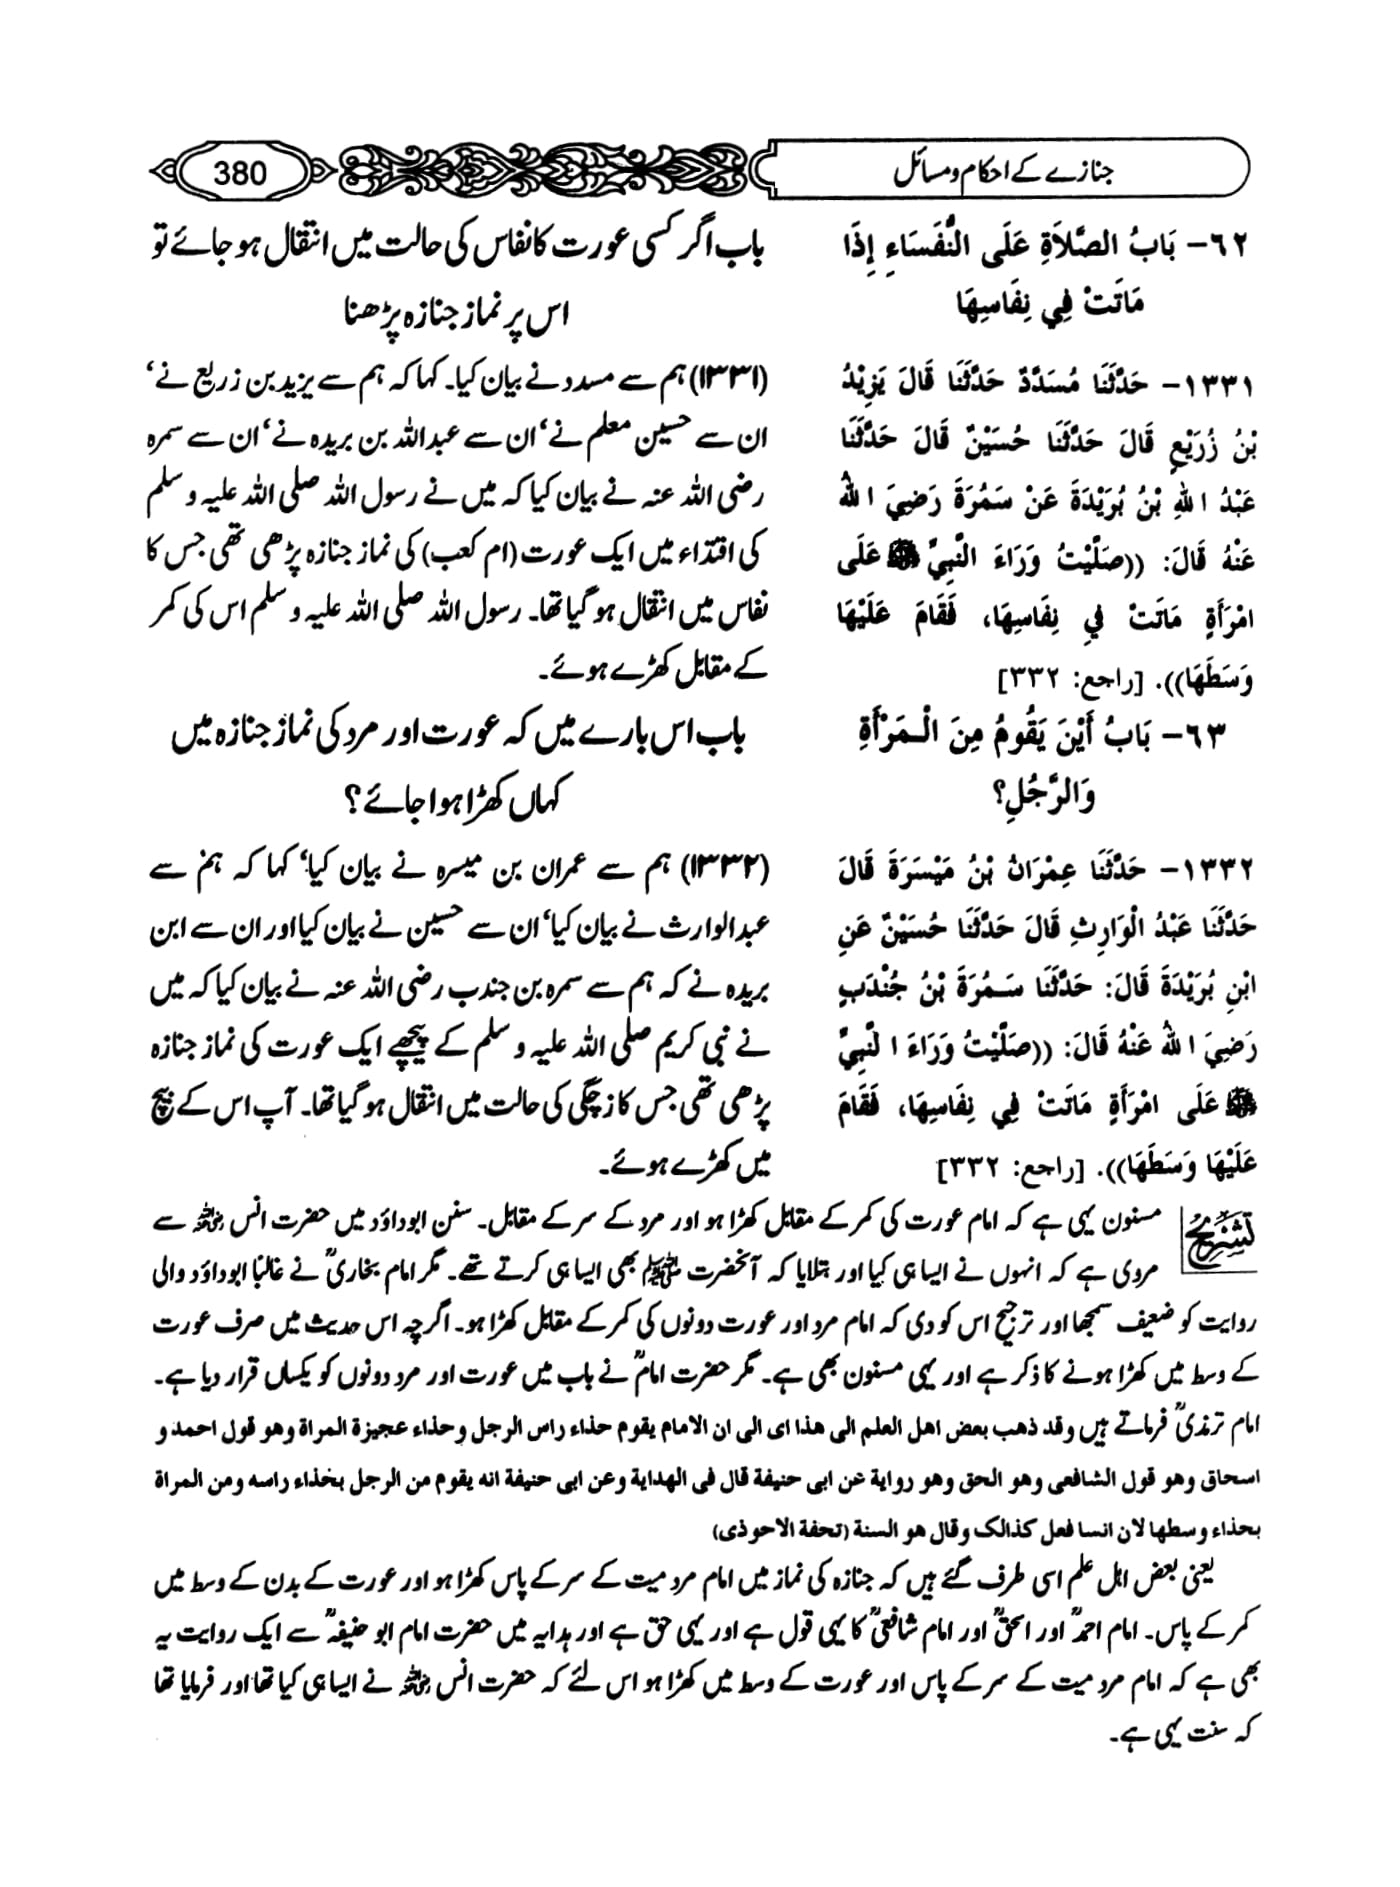 جنازے کے احکام و مسائل
380
٦٢- بَابُ الصَّلاَةِ عَلَى النُّفَسَاءِ إِذَا
مَاتَتْ فِي نِفَاسِهَا
١٣٣١- حَدَّثَنَا مُسَدَّدٌ حَدَّثَنَا قَالَ يَزِيْدُ
بْنُ زُرَيْعٍ قَالَ حَدَّثَنَا حُسَيْنٌ قَالَ حَدَّثَنَا
عَبْدُ اللهِ بْنُ بُرَيْدَةَ عَنْ سَمُرَةَ رَضِيَ اللهُ
عَنْهُ قَالَ: ((صَلَّيْتُ وَرَاءَ النَّبِيِّ ﷺ عَلَى
امْرَأَةٍ مَاتَتْ فِي نِفَاسِهَا، فَقَامَ عَلَيْهَا
وَسَطَهَا)). [راجع: ٣٣٢]
٦٣- بَابُ أَيْنَ يَقُومُ مِنَ الْـمَرْأَةِ
وَالرَّجُلِ؟
١٣٣٢- حَدَّثَنَا عِمْرَانُ بْنُ مَيْسَرَةَ قَالَ
حَدَّثَنَا عَبْدُ الْوَارِثِ قَالَ حَدَّثَنَا حُسَيْنٌ عَنِ
ابْنِ بُرَيْدَةَ قَالَ: حَدَّثَنَا سَمُرَةَ بْنُ جُنْدَبٍ
رَضِيَ اللهُ عَنْهُ قَالَ: ((صَلَّيْتُ وَرَاءَ النَّبِيِّ
ﷺ عَلَى امْرَأَةٍ مَاتَتْ فِي نِفَاسِهَا، فَقَامَ
عَلَيْهَا وَسَطَهَا)). [راجع: ٣٣٢]
باب اگر کسی عورت کا نفاس کی حالت میں انتقال ہو جائے تو
اس پر نماز جنازہ پڑھنا
(۱۳۳۱) ہم سے مسدد نے بیان کیا۔ کہا کہ ہم سے یزید بن زریع نے'
ان سے حسین معلم نے' ان سے عبداللہ بن بریدہ نے' ان سے سمرہ
رضی اللہ عنہ نے بیان کیا کہ میں نے رسول اللہ صلی اللہ علیہ و سلم
کی اقتداء میں ایک عورت (ام کعب) کی نماز جنازہ پڑھی تھی جس کا
نفاس میں انتقال ہو گیا تھا۔ رسول اللہ صلی اللہ علیہ و سلم اس کی کمر
کے مقابل کھڑے ہوئے۔
باب اس بارے میں کہ عورت اور مرد کی نماز جنازہ میں
کہاں کھڑا ہوا جائے؟
(۱۳۳۲) ہم سے عمران بن میسرہ نے بیان کیا' کہا کہ ہم سے
عبدالوارث نے بیان کیا' ان سے حسین نے بیان کیا اور ان سے ابن
بریدہ نے کہ ہم سے سمرہ بن جندب رضی اللہ عنہ نے بیان کیا کہ میں
نے نبی کریم صلی اللہ علیہ و سلم کے پیچھے ایک عورت کی نماز جنازہ
پڑھی تھی جس کا زچگی کی حالت میں انتقال ہو گیا تھا۔ آپ اس کے بیچ
میں کھڑے ہوئے۔
تشریح مسنون یہی ہے کہ امام عورت کی کمر کے مقابل کھڑا ہو اور مرد کے سر کے مقابل۔ سنن ابوداؤد میں حضرت انس رضی اللہ عنہ سے
مروی ہے کہ انہوں نے ایسا ہی کیا اور بتلایا کہ آنحضرت ﷺ بھی ایسا ہی کرتے تھے۔ مگر امام بخاریؒ نے غالباً ابوداؤد والی
روایت کو ضعیف سمجھا اور ترجیح اس کو دی کہ امام مرد اور عورت دونوں کی کمر کے مقابل کھڑا ہو۔ اگرچہ اس حدیث میں صرف عورت
کے وسط میں کھڑا ہونے کا ذکر ہے اور یہی مسنون بھی ہے۔ مگر حضرت امامؒ نے باب میں عورت اور مرد دونوں کو یکساں قرار دیا ہے۔
امام ترمذیؒ فرماتے ہیں وقد ذهب بعض اهل العلم الى هذا اى الى ان الامام يقوم حذاء راس الرجل وحذاء عجيزة المراة وهو قول احمد و
اسحاق وهو قول الشافعى وهو الحق وهو رواية عن ابى حنيفة قال فى الهداية وعن ابى حنيفة انه يقوم من الرجل بحذاء راسه ومن المراة
بحذاء وسطها لان انسا فعل كذالك وقال هو السنة (تحفة الاحوذى)
یعنی بعض اہل علم اسی طرف گئے ہیں کہ جنازہ کی نماز میں امام مرد میت کے سر کے پاس کھڑا ہو اور عورت کے بدن کے وسط میں
کمر کے پاس۔ امام احمدؒ اور اسحٰقؒ اور امام شافعیؒ کا یہی قول ہے اور یہی حق ہے اور ہدایہ میں حضرت امام ابو حنیفہؒ سے ایک روایت یہ
بھی ہے کہ امام مرد میت کے سر کے پاس اور عورت کے وسط میں کھڑا ہو اس لئے کہ حضرت انس رضی اللہ عنہ نے ایسا ہی کیا تھا اور فرمایا تھا
کہ سنت یہی ہے۔